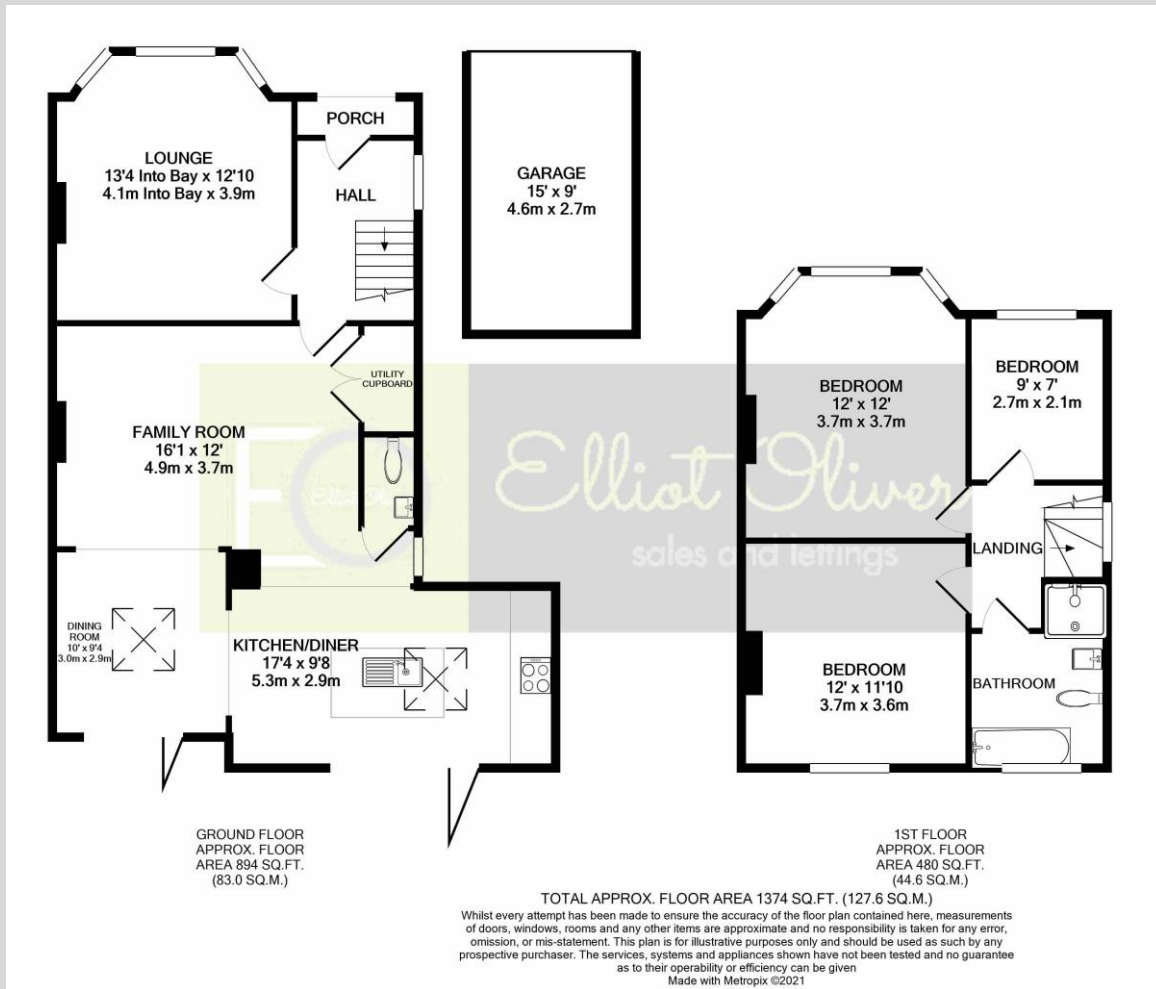 PORCH
LOUNGE
13'4 Into Bay x 12'10
4.1m Into Bay x 3.9m
HALL
GARAGE
15' x 9'
4.6m x 2.7m
UTILITY
CUPBOARD
FAMILY ROOM
16'1 x 12'
4.9m x 3.7m
DINING
ROOM
10' x 9'4
3.0m x 2.9m
KITCHEN/DINER
17'4 x 9'8
5.3m x 2.9m
BEDROOM
12' x 12'
3.7m x 3.7m
BEDROOM
9' x 7'
2.7m x 2.1m
LANDING
BEDROOM
12' x 11'10
3.7m x 3.6m
BATHROOM
EO
Elliot Oliver
sales and lettings
GROUND FLOOR
APPROX. FLOOR
AREA 894 SQ.FT.
(83.0 SQ.M.)
1ST FLOOR
APPROX. FLOOR
AREA 480 SQ.FT.
(44.6 SQ.M.)
TOTAL APPROX. FLOOR AREA 1374 SQ.FT. (127.6 SQ.M.)
Whilst every attempt has been made to ensure the accuracy of the floor plan contained here, measurements
of doors, windows, rooms and any other items are approximate and no responsibility is taken for any error,
omission, or mis-statement. This plan is for illustrative purposes only and should be used as such by any
prospective purchaser. The services, systems and appliances shown have not been tested and no guarantee
as to their operability or efficiency can be given
Made with Metropix ©2021